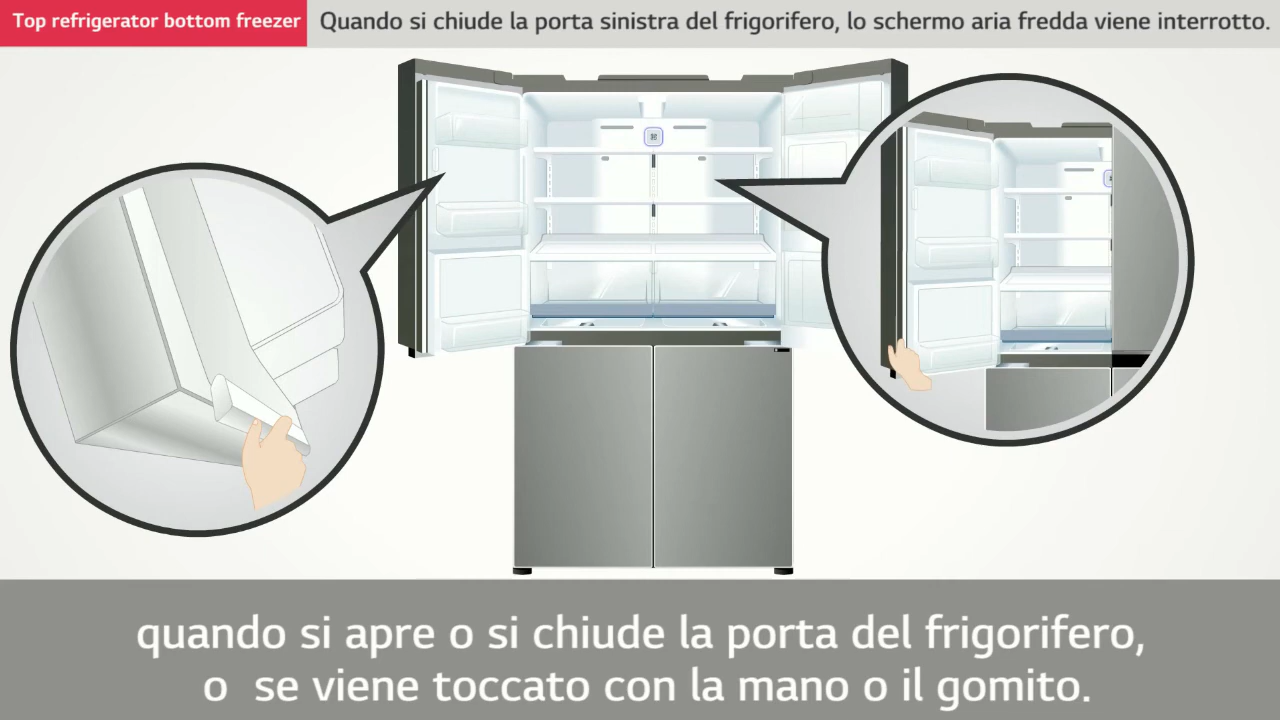 Top refrigerator bottom freezer
Quando si chiude la porta sinistra del frigorifero, lo schermo aria fredda viene interrotto.
quando si apre o si chiude la porta del frigorifero,
o se viene toccato con la mano o il gomito.